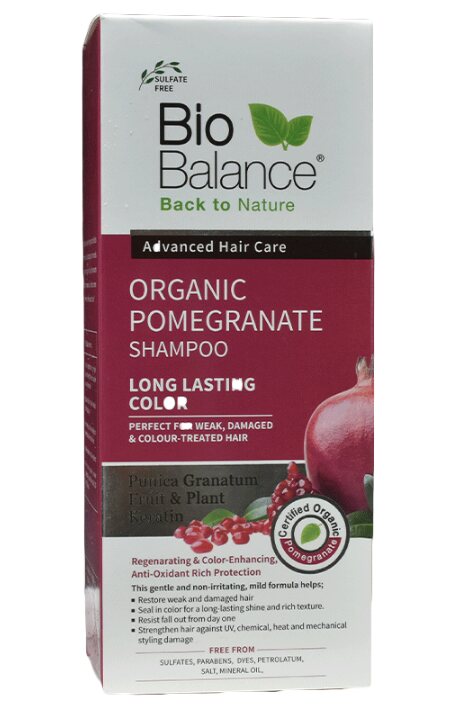 SULFATE
FREE
Bio
Balance®
Back to Nature
Advanced Hair Care
ORGANIC
POMEGRANATE
SHAMPOO
LONG LASTING
COLOR
PERFECT FOR WEAK, DAMAGED
& COLOUR-TREATED HAIR
Punica Granatum
Fruit & Plant
Keratin
Certified Organic
Pomegranate
Regenarating & Color-Enhancing,
Anti-Oxidant Rich Protection
This gentle and non-irritating, mild formula helps;
▪ Restore weak and damaged hair
▪ Seal in color for a long-lasting shine and rich texture.
▪ Resist fall out from day one
▪ Strengthen hair against UV, chemical, heat and mechanical
styling damage
FREE FROM
SULFATES, PARABENS, DYES, PETROLATUM,
SALT, MINERAL OIL,